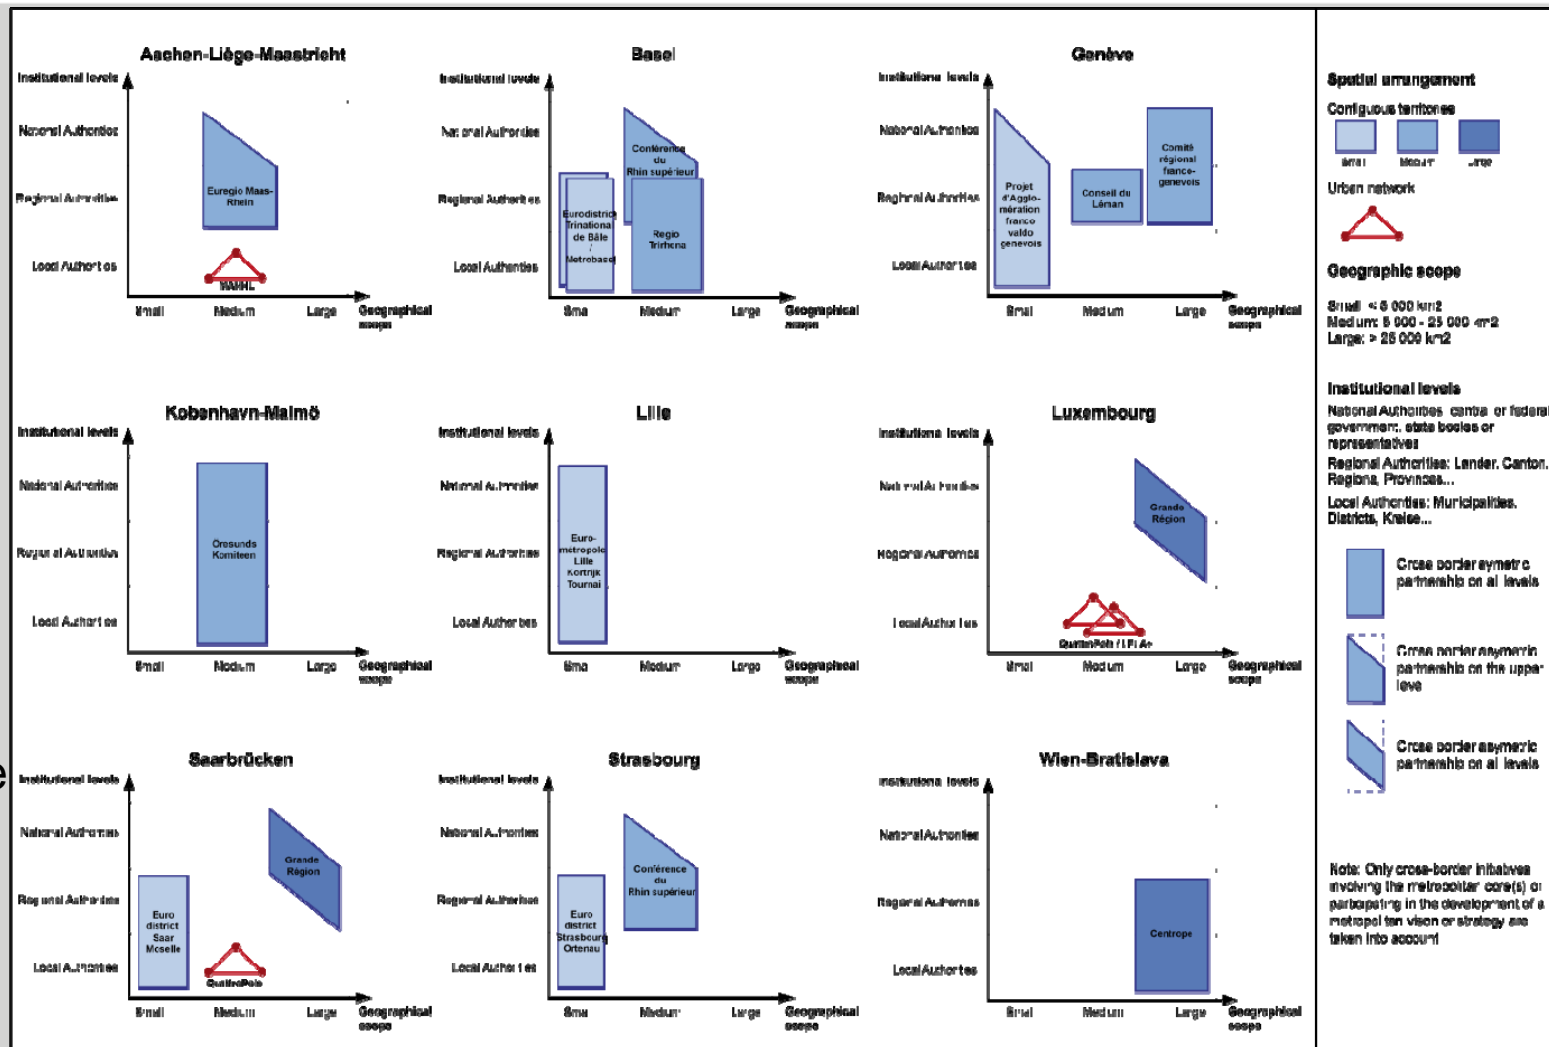 Aachen-Liège-Maastricht
Institutional levels
National Authorities
Regional Authorities
Local Authorities
Euregio Maas-
Rhein
MAHHL
Small
Medium
Large
Geographical
scope
Basel
Institutional levels
National Authorities
Regional Authorities
Local Authorities
Conférence
du
Rhin supérieur
Eurodistrict
Trinational
de Bâle
/
Metrobasel
Regio
Trirhena
Small
Medium
Large
Geographical
scope
Genève
Institutional levels
National Authorities
Regional Authorities
Local Authorities
Projet
d'Agglo-
mération
franco
valdo
genevois
Conseil du
Léman
Comité
régional
france-
genevois
Small
Medium
Large
Geographical
scope
Kobenhavn-Malmö
Institutional levels
National Authorities
Regional Authorities
Local Authorities
Öresunds
Komiteen
Small
Medium
Large
Geographical
scope
Lille
Institutional levels
National Authorities
Regional Authorities
Local Authorities
Euro-
métropole
Lille
Kortrijk
Tournai
Small
Medium
Large
Geographical
scope
Luxembourg
Institutional levels
National Authorities
Regional Authorities
Local Authorities
Grande
Région
QuattroPole / LELA+
Small
Medium
Large
Geographical
scope
Saarbrücken
Institutional levels
National Authorities
Regional Authorities
Local Authorities
Euro
district
Saar
Moselle
Grande
Région
QuattroPole
Small
Medium
Large
Geographical
scope
Strasbourg
Institutional levels
National Authorities
Regional Authorities
Local Authorities
Euro
district
Strasbourg
Ortenau
Conférence
du
Rhin supérieur
Small
Medium
Large
Geographical
scope
Wien-Bratislava
Institutional levels
National Authorities
Regional Authorities
Local Authorities
Centrope
Small
Medium
Large
Geographical
scope
Spatial arrangement
Contiguous territories
Small
Medium
Large
Urban network
Geographic scope
Small: < 5 000 km2
Medium: 5 000 - 25 000 km2
Large: > 25 000 km2
Institutional levels
National Authorities: central or federal
government, state bodies or
representatives
Regional Authorities: Lander, Canton,
Regions, Provinces...
Local Authorities: Municipalities,
Districts, Kreise...
Cross border symetric
partnership on all levels
Cross border asymetric
partnership on the upper
level
Cross border asymetric
partnership on all levels
Note: Only cross-border initiatives
involving the metropolitan core(s) or
participating in the development of a
metropolitan vision or strategy are
taken into account
e